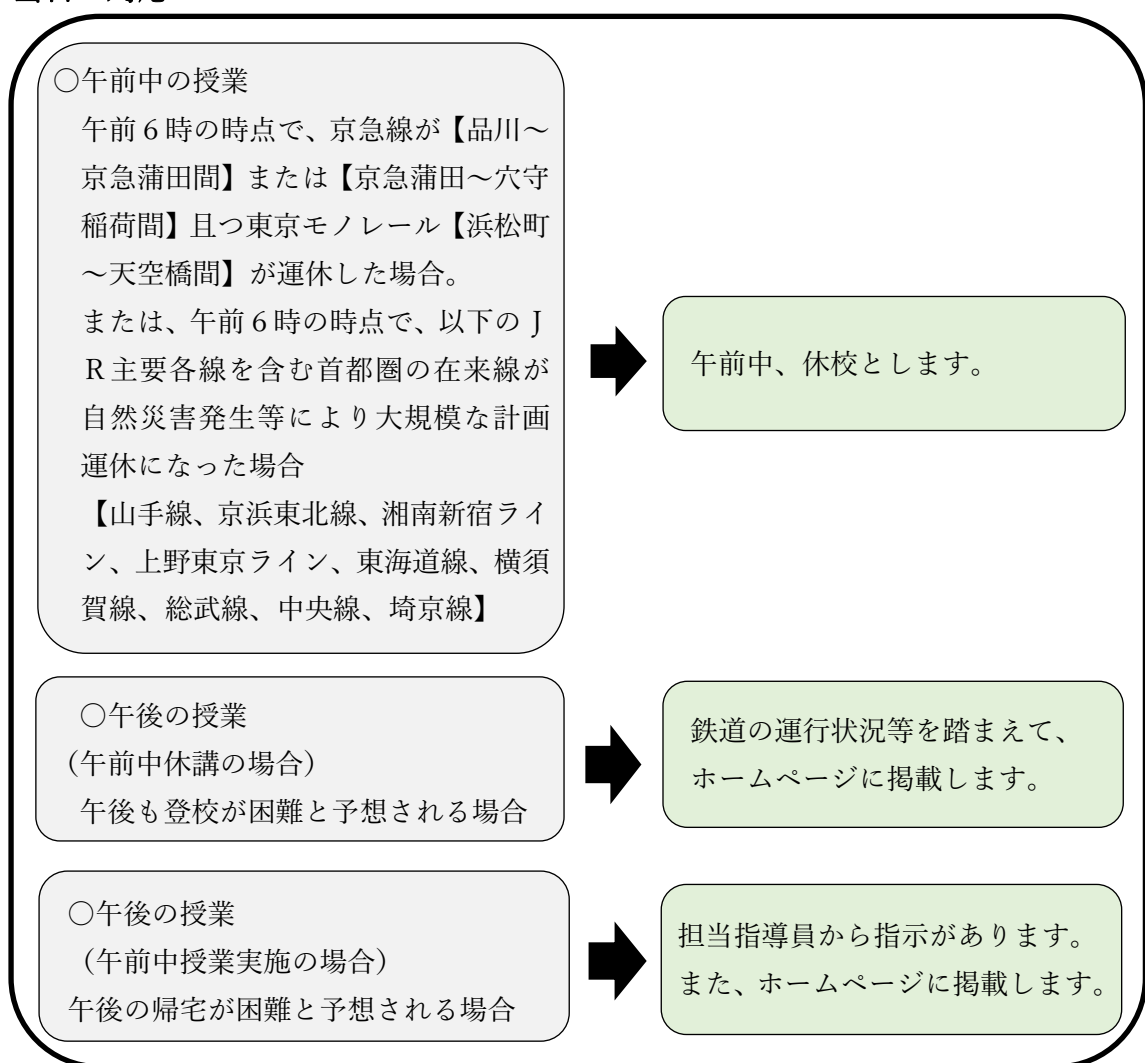 ○午前中の授業
午前６時の時点で、京急線が【品川～
京急蒲田間】または【京急蒲田～穴守
稲荷間】且つ東京モノレール【浜松町
～天空橋間】が運休した場合。
または、午前６時の時点で、以下のＪ
Ｒ主要各線を含む首都圏の在来線が
自然災害発生等により大規模な計画
運休になった場合
【山手線、京浜東北線、湘南新宿ライ
ン、上野東京ライン、東海道線、横須
賀線、総武線、中央線、埼京線】
午前中、休校とします。
○午後の授業
（午前中休講の場合）
午後も登校が困難と予想される場合
鉄道の運行状況等を踏まえて、
ホームページに掲載します。
○午後の授業
（午前中授業実施の場合）
午後の帰宅が困難と予想される場合
担当指導員から指示があります。
また、ホームページに掲載します。